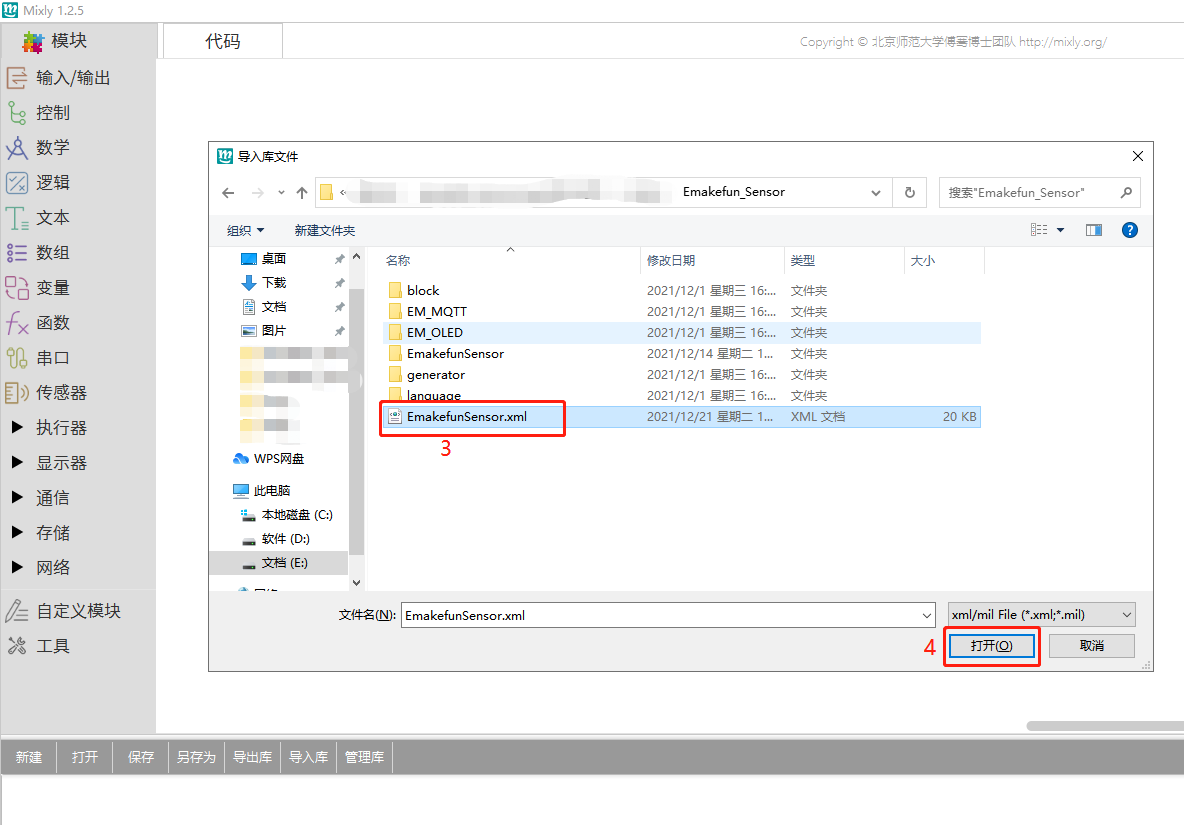 Mixly 1.2.5
模块
代码
Copyright © 北京师范大学傅骞博士团队 http://mixly.org/
输入/输出
控制
数学
逻辑
文本
数组
变量
函数
串口
传感器
执行器
显示器
通信
存储
网络
自定义模块
工具
导入库文件
« Emakefun_Sensor
搜索"Emakefun_Sensor"
组织 新建文件夹
桌面
下载
文档
图片
WPS网盘
此电脑
本地磁盘 (C:)
软件 (D:)
文档 (E:)
名称 修改日期 类型 大小
block 2021/12/1 星期三 16:... 文件夹
EM_MQTT 2021/12/1 星期三 16:... 文件夹
EM_OLED 2021/12/1 星期三 16:... 文件夹
EmakefunSensor 2021/12/14 星期二 1... 文件夹
generator 2021/12/1 星期三 16:... 文件夹
language 2021/12/1 星期三 16:... 文件夹
EmakefunSensor.xml 2021/12/21 星期二 1... XML 文档 20 KB
3
文件名(N): EmakefunSensor.xml xml/mil File (*.xml;*.mil)
4 打开(O) 取消
新建 打开 保存 另存为 导出库 导入库 管理库